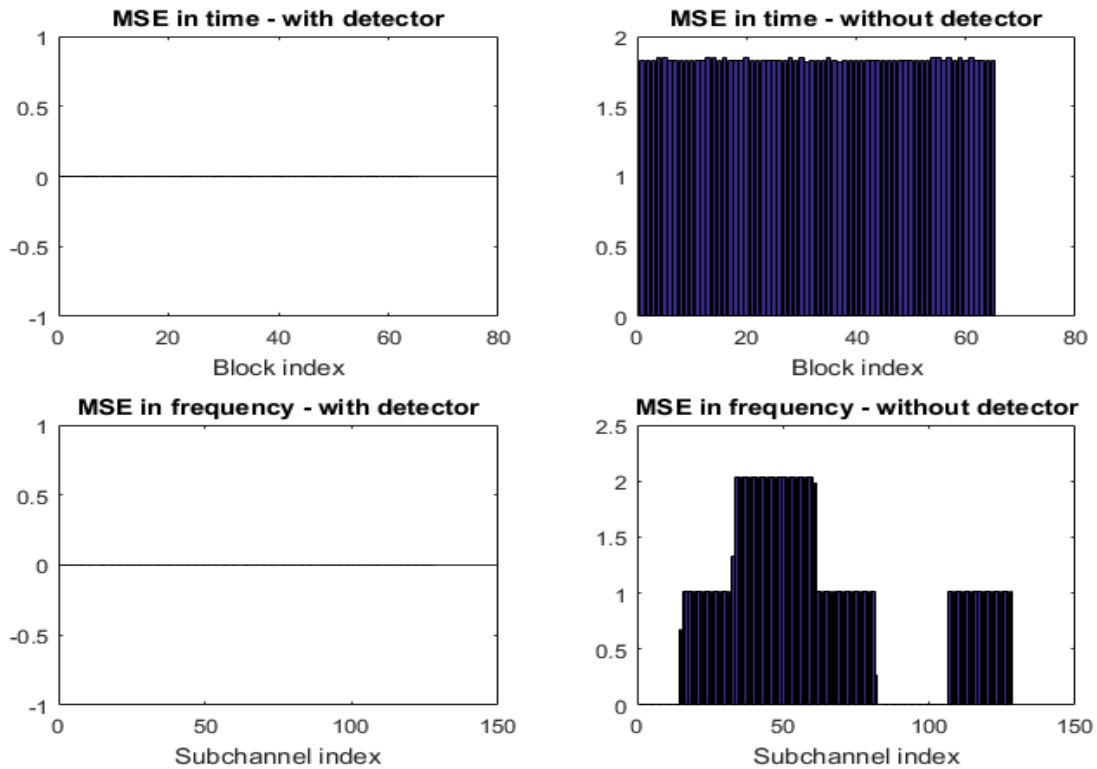 MSE in time - with detector
1
0.5
0
-0.5
-1
0 20 40 60 80
Block index
MSE in time - without detector
2
1.5
1
0.5
0
0 20 40 60 80
Block index
MSE in frequency - with detector
1
0.5
0
-0.5
-1
0 50 100 150
Subchannel index
MSE in frequency - without detector
2.5
2
1.5
1
0.5
0
0 50 100 150
Subchannel index